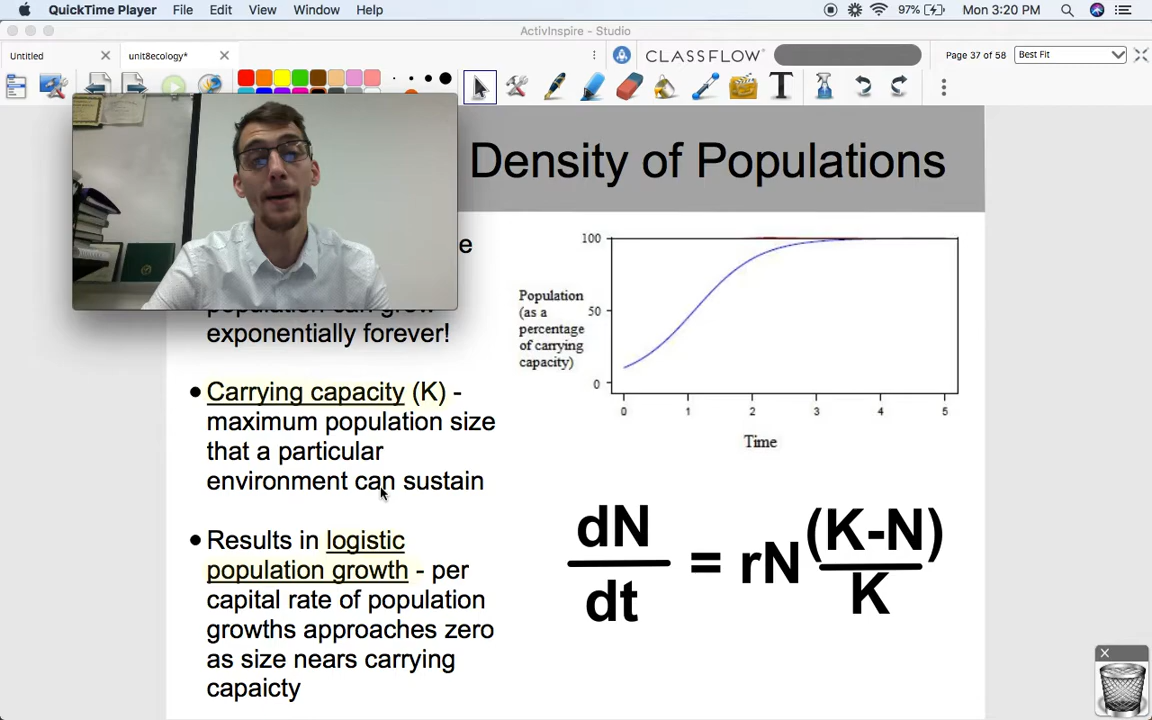 QuickTime Player File Edit View Window Help 97% Mon 3:20 PM
ActivInspire - Studio
Untitled unit8ecology* CLASSFLOW Page 37 of 58 Best Fit
Density of Populations
e
exponentially forever!
Carrying capacity (K) -
maximum population size
that a particular
environment can sustain
Results in logistic
population growth - per
capital rate of population
growths approaches zero
as size nears carrying
capaicty
100
50
0
Population
(as a
percentage
of carrying
capacity)
0 1 2 3 4 5
Time
dN
dt
= rN
(K-N)
K